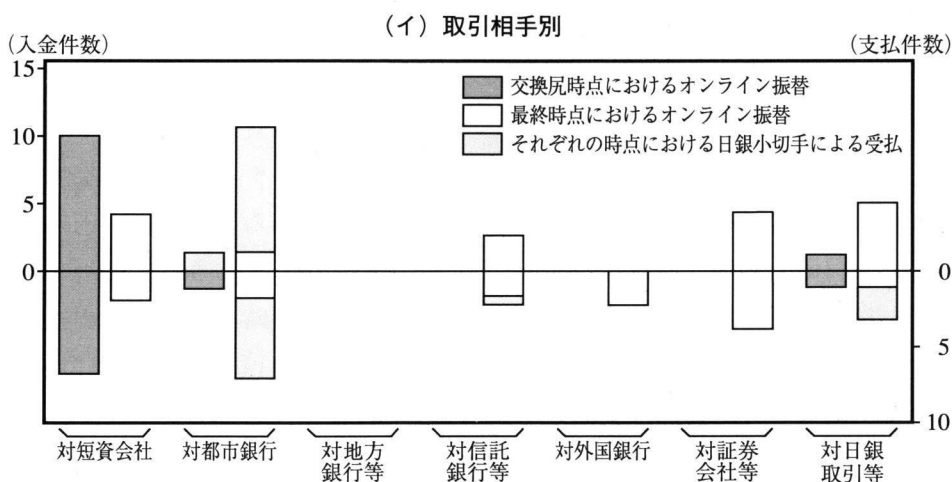 （イ）取引相手別
（入金件数）
（支払件数）
15
10
5
0
0
5
10
交換尻時点におけるオンライン振替
最終時点におけるオンライン振替
それぞれの時点における日銀小切手による受払
対短資会社
対都市銀行
対地方
銀行等
対信託
銀行等
対外国銀行
対証券
会社等
対日銀
取引等